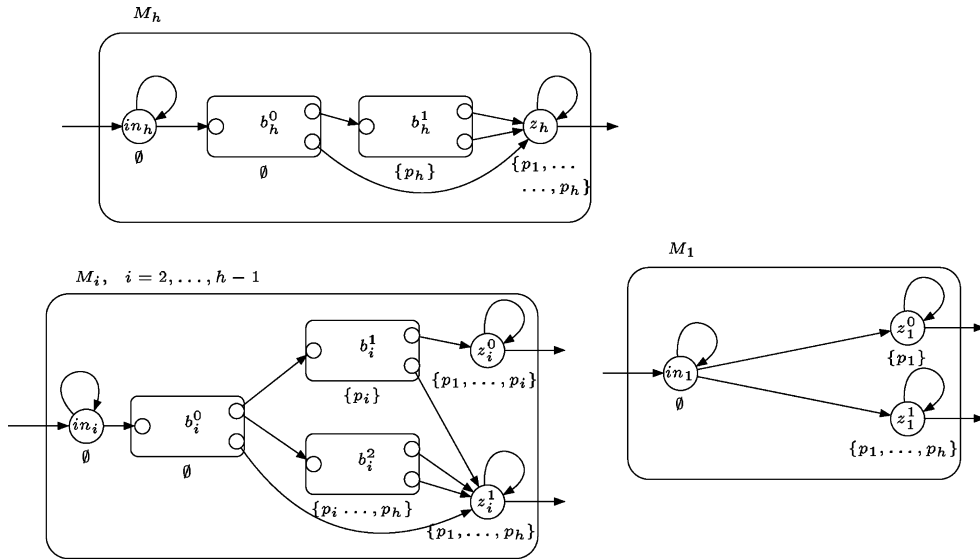 M_h
in_h b_h^0 b_h^1 z_h
∅ ∅ {p_h} {p_1, ...
..., p_h}
M_i, i = 2, ..., h − 1
in_i b_i^0 b_i^1 z_i^0
∅ ∅ {p_i} {p_1, ..., p_i}
b_i^2 z_i^1
{p_i ..., p_h} {p_1, ..., p_h}
M_1
in_1 z_1^0
∅ {p_1}
z_1^1
{p_1, ..., p_h}